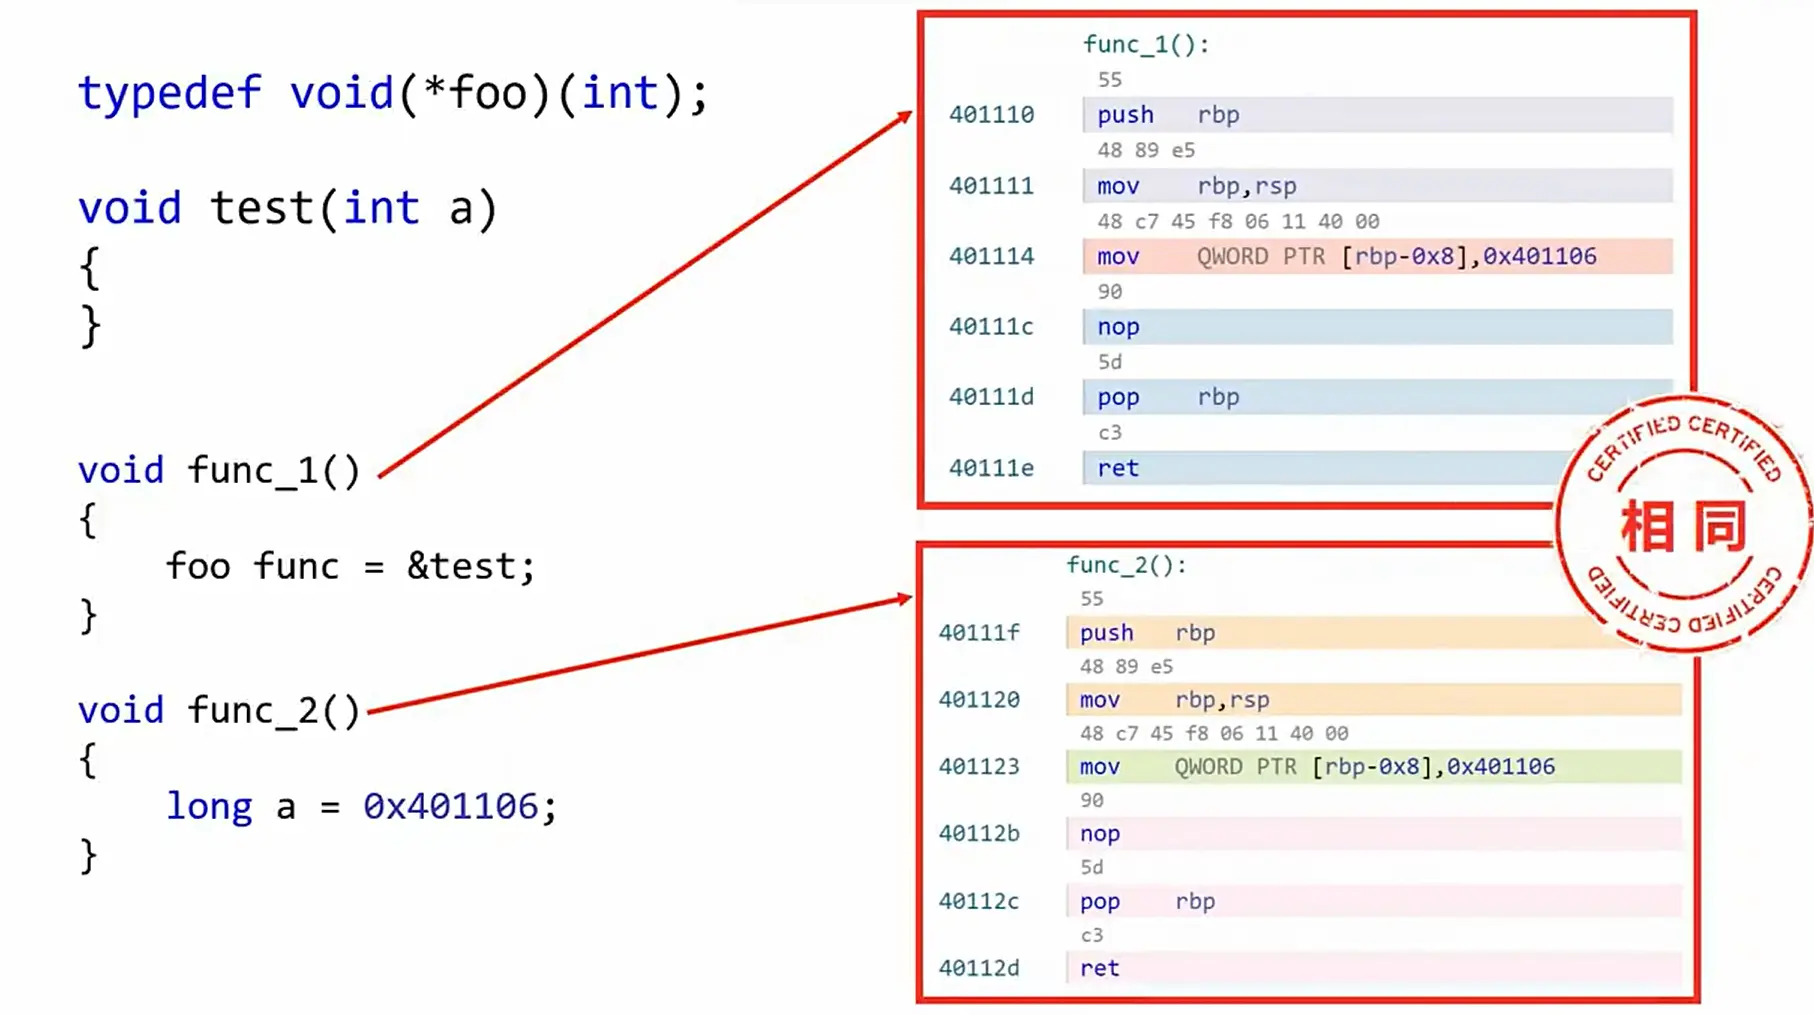 typedef void(*foo)(int);
void test(int a)
{
}
void func_1()
{
foo func = &test;
}
void func_2()
{
long a = 0x401106;
}
func_1():
55
401110 push rbp
48 89 e5
401111 mov rbp,rsp
48 c7 45 f8 06 11 40 00
401114 mov QWORD PTR [rbp-0x8],0x401106
90
40111c nop
5d
40111d pop rbp
c3
40111e ret
func_2():
55
40111f push rbp
48 89 e5
401120 mov rbp,rsp
48 c7 45 f8 06 11 40 00
401123 mov QWORD PTR [rbp-0x8],0x401106
90
40112b nop
5d
40112c pop rbp
c3
40112d ret
CERTIFIED CERTIFIED
相同
CERTIFIED CERTIFIED